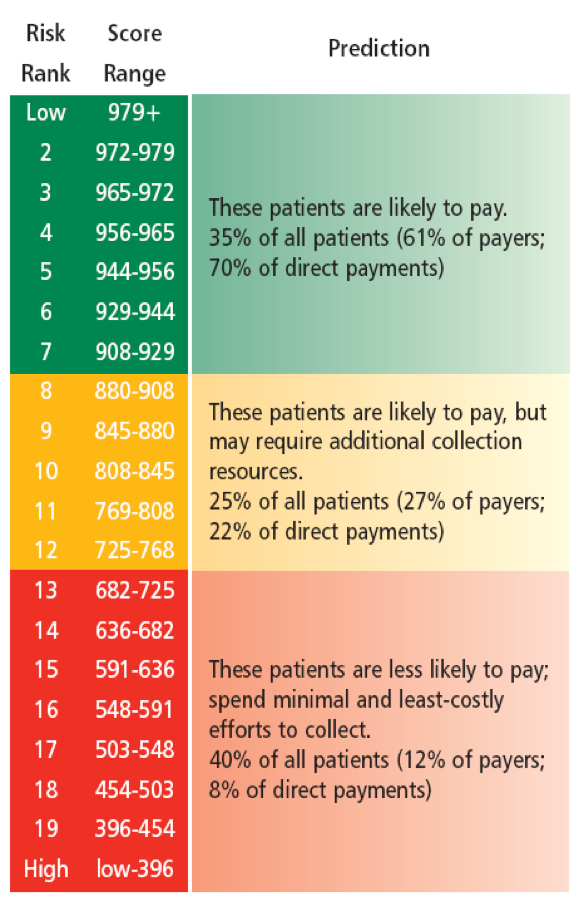 Risk Rank	Score Range	Prediction
Low	979+
2	972-979
3	965-972
4	956-965
5	944-956
6	929-944
7	908-929
These patients are likely to pay.
35% of all patients (61% of payers;
70% of direct payments)
8	880-908
9	845-880
10	808-845
11	769-808
12	725-768
These patients are likely to pay, but
may require additional collection
resources.
25% of all patients (27% of payers;
22% of direct payments)
13	682-725
14	636-682
15	591-636
16	548-591
17	503-548
18	454-503
19	396-454
High	low-396
These patients are less likely to pay;
spend minimal and least-costly
efforts to collect.
40% of all patients (12% of payers;
8% of direct payments)